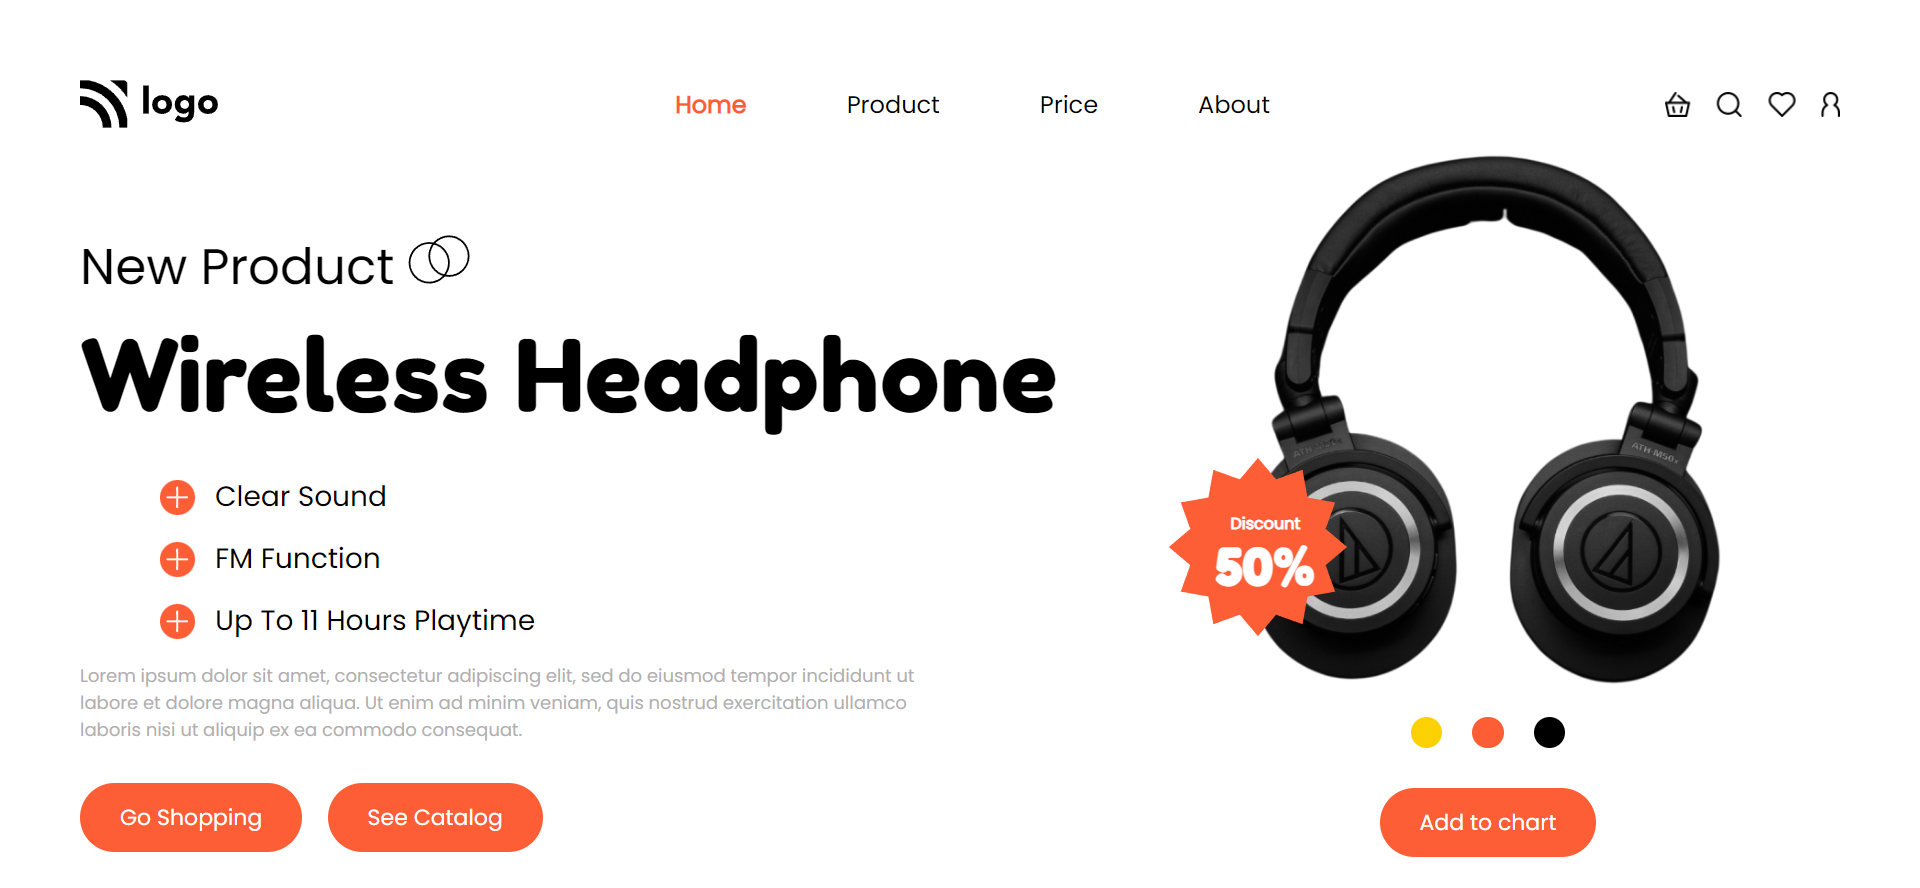 logo
Home
Product
Price
About
New Product
Wireless Headphone
Clear Sound
FM Function
Up To 11 Hours Playtime
Lorem ipsum dolor sit amet, consectetur adipiscing elit, sed do eiusmod tempor incididunt ut
labore et dolore magna aliqua. Ut enim ad minim veniam, quis nostrud exercitation ullamco
laboris nisi ut aliquip ex ea commodo consequat.
Go Shopping
See Catalog
ATH-M50x
Discount
50%
Add to chart